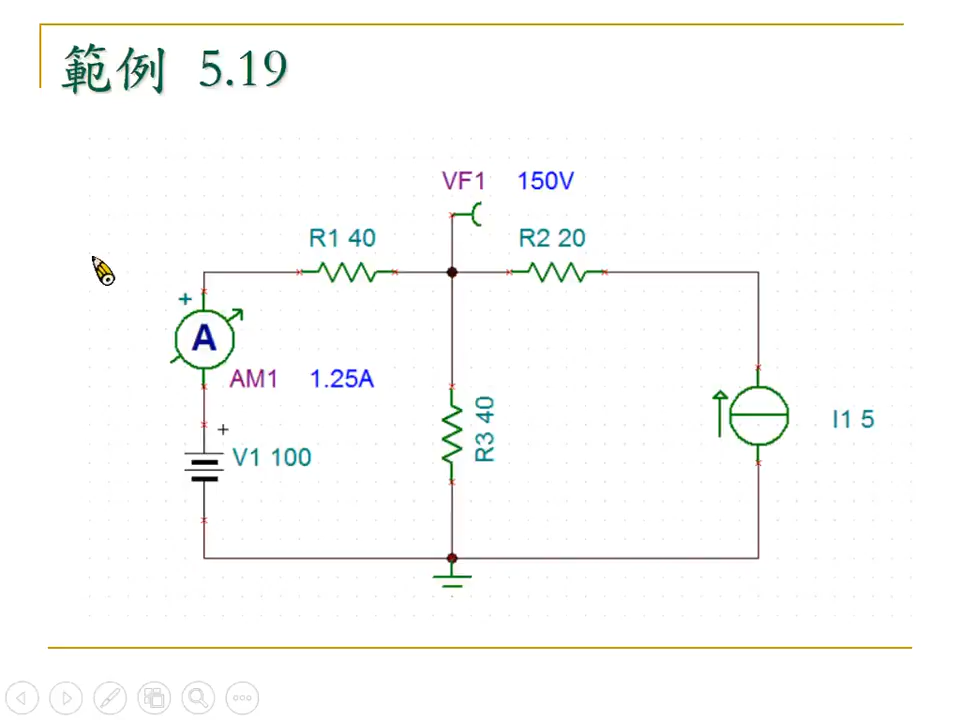 範例 5.19
VF1 150V
R1 40
R2 20
+
A
AM1 1.25A
+
V1 100
R3 40
I1 5